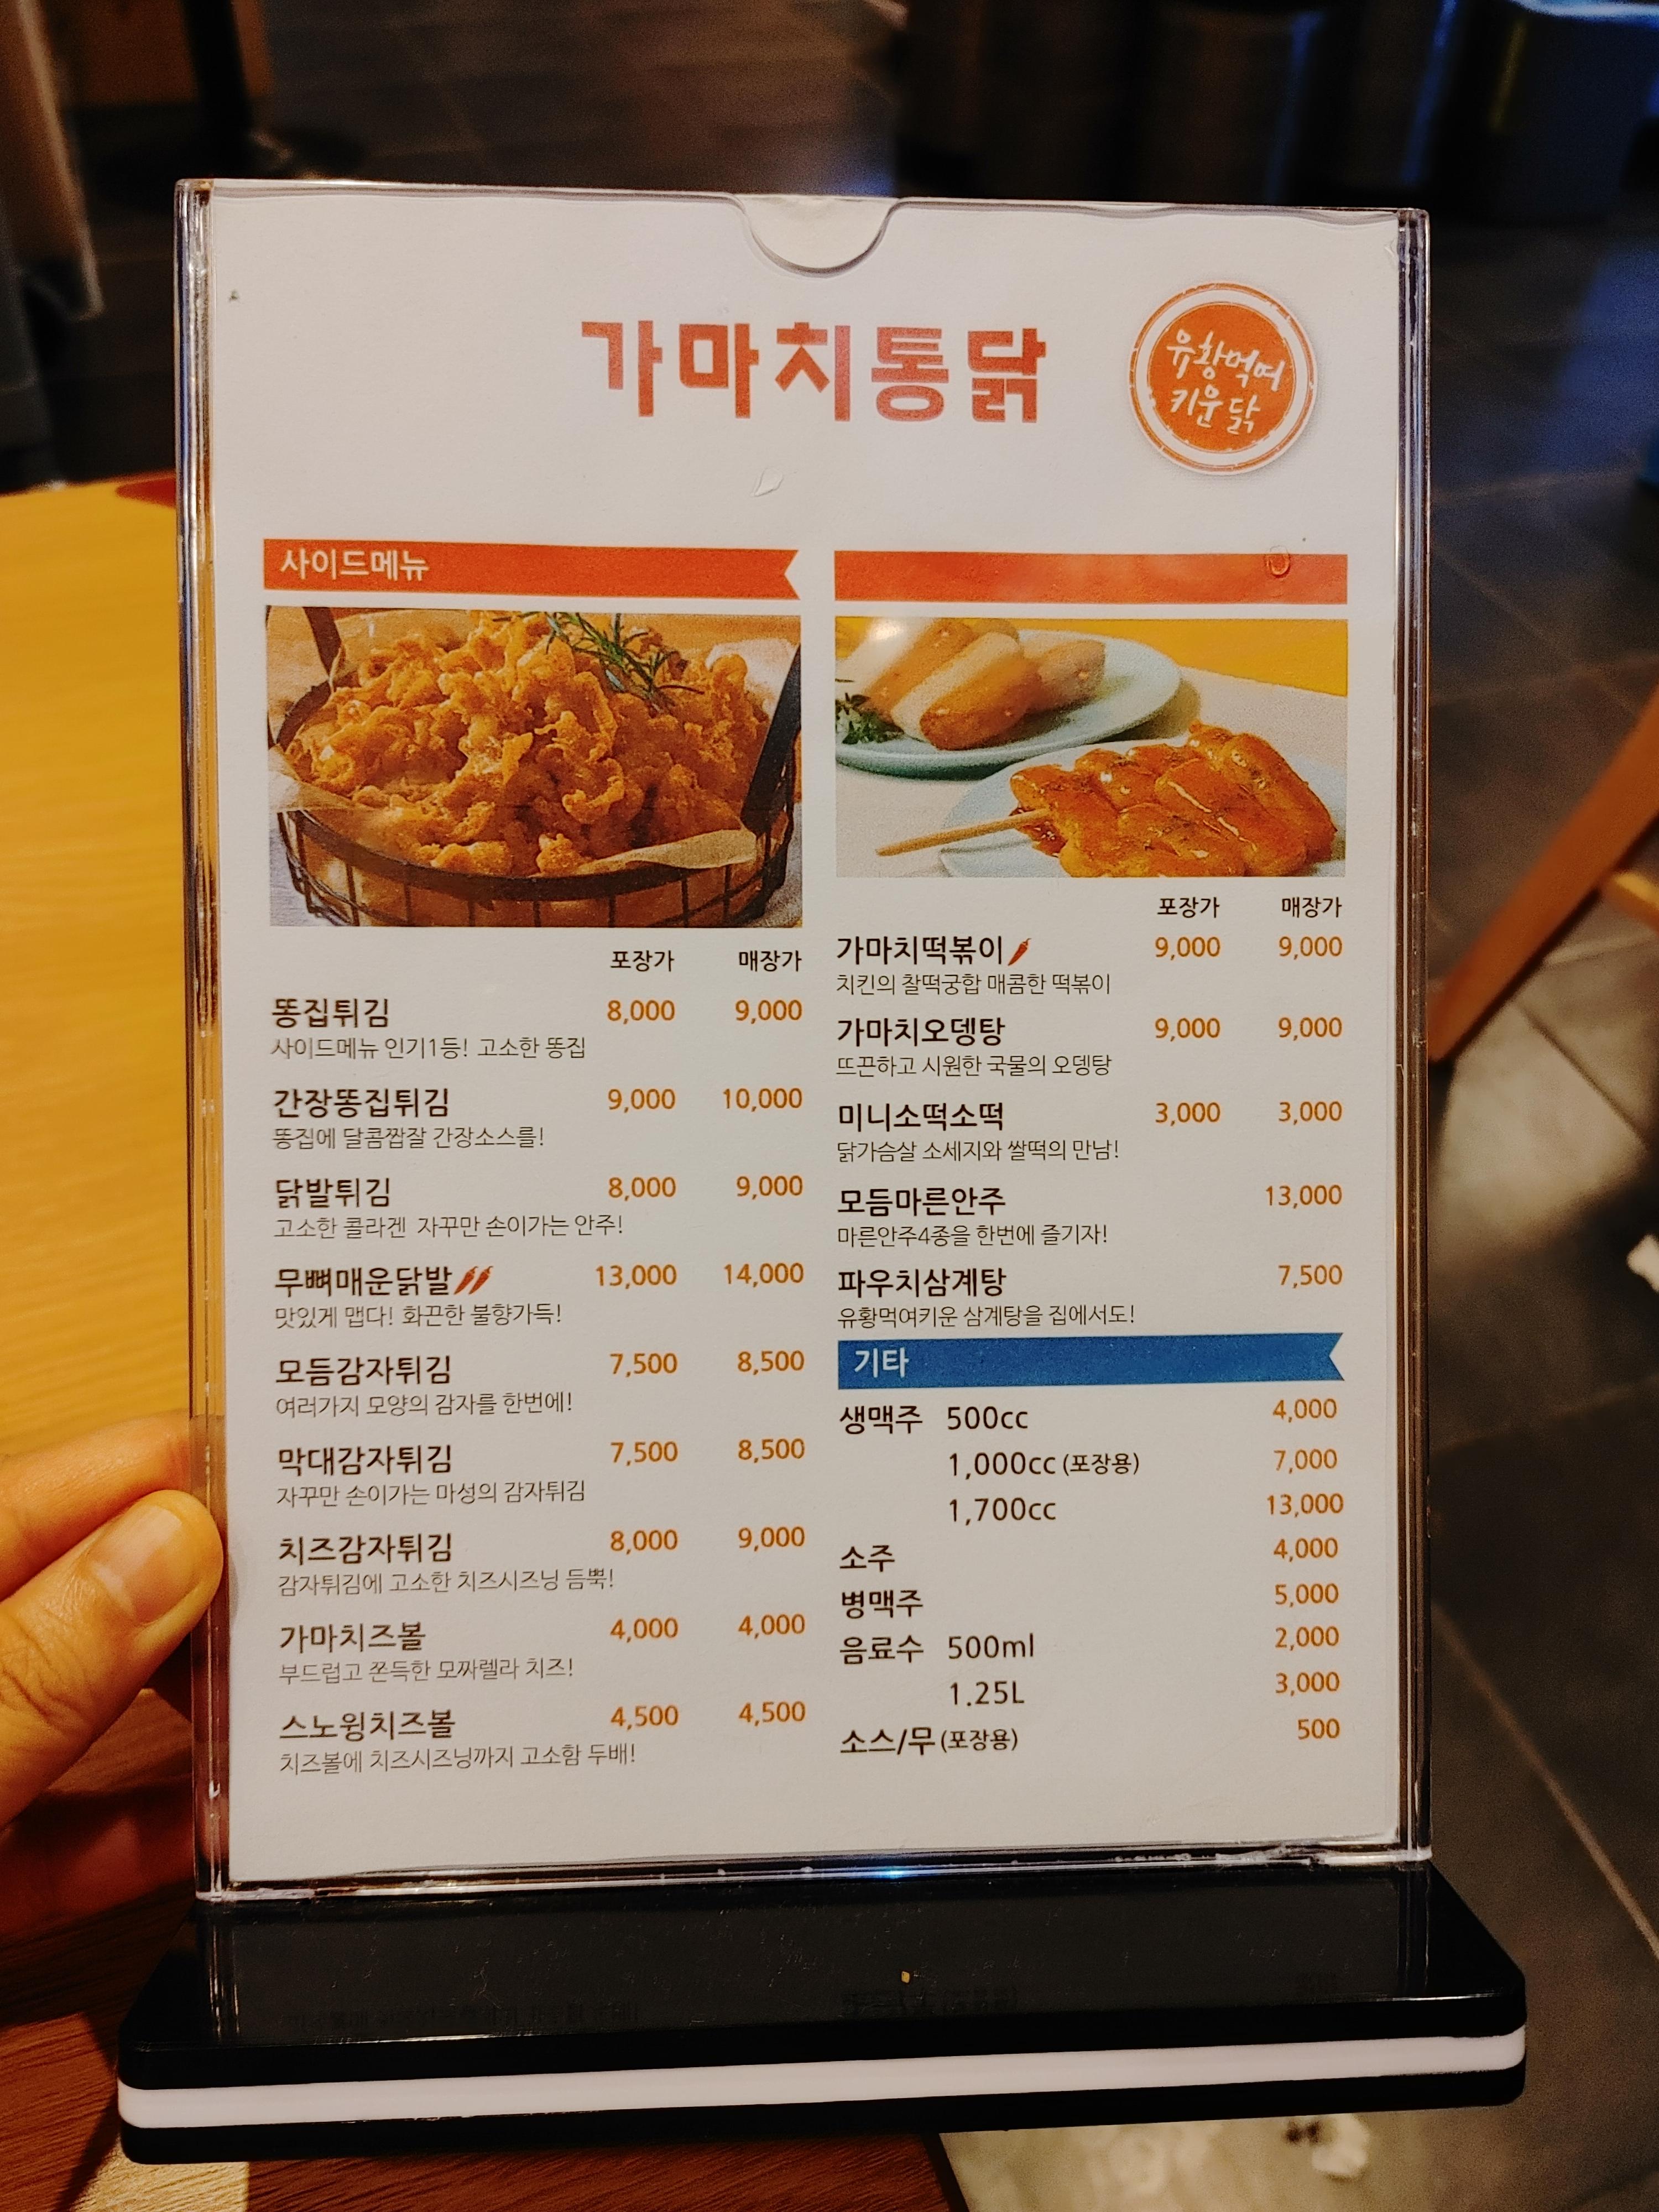 가마치통닭
유황먹여
키운 닭
사이드메뉴
포장가 매장가
똥집튀김 8,000 9,000
사이드메뉴 인기1등! 고소한 똥집
간장똥집튀김 9,000 10,000
똥집에 달콤짭잘 간장소스를!
닭발튀김 8,000 9,000
고소한 콜라겐 자꾸만 손이가는 안주!
무뼈매운닭발 13,000 14,000
맛있게 맵다! 화끈한 불향가득!
모듬감자튀김 7,500 8,500
여러가지 모양의 감자를 한번에!
막대감자튀김 7,500 8,500
자꾸만 손이가는 마성의 감자튀김
치즈감자튀김 8,000 9,000
감자튀김에 고소한 치즈시즈닝 듬뿍!
가마치즈볼 4,000 4,000
부드럽고 쫀득한 모짜렐라 치즈!
스노윙치즈볼 4,500 4,500
치즈볼에 치즈시즈닝까지 고소함 두배!
포장가 매장가
가마치떡볶이 9,000 9,000
치킨의 찰떡궁합 매콤한 떡볶이
가마치오뎅탕 9,000 9,000
뜨끈하고 시원한 국물의 오뎅탕
미니소떡소떡 3,000 3,000
닭가슴살 소세지와 쌀떡의 만남!
모듬마른안주 13,000
마른안주4종을 한번에 즐기자!
파우치삼계탕 7,500
유황먹여키운 삼계탕을 집에서도!
기타
생맥주 500cc 4,000
1,000cc (포장용) 7,000
1,700cc 13,000
소주 4,000
병맥주 5,000
음료수 500ml 2,000
1.25L 3,000
소스/무 (포장용) 500